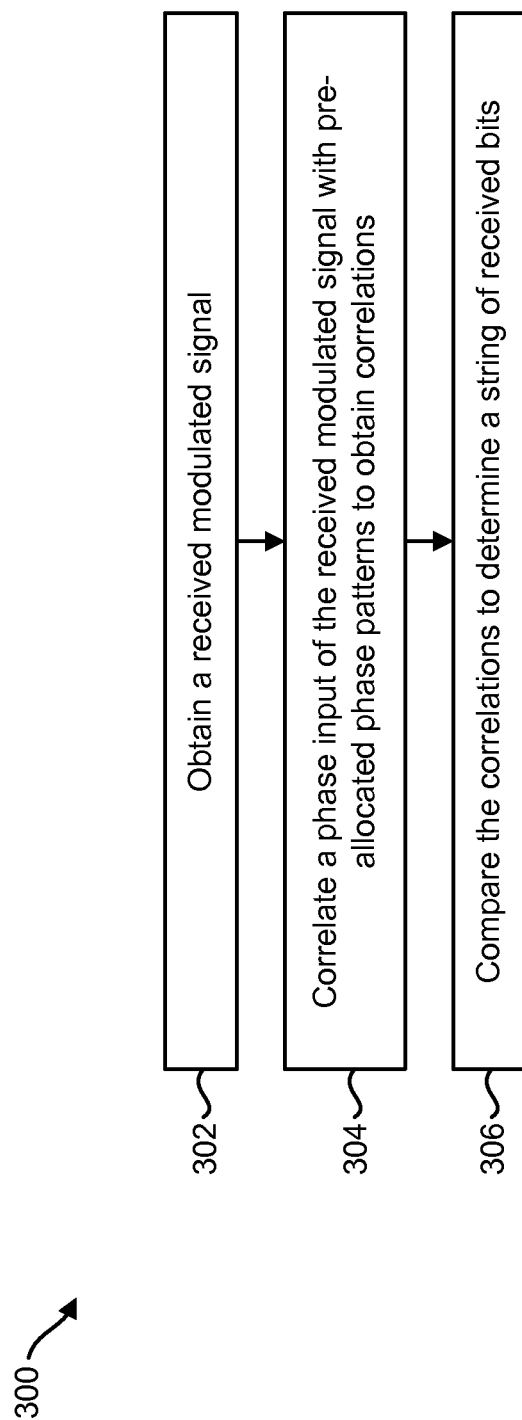 300
302
Obtain a received modulated signal
304
Correlate a phase input of the received modulated signal with pre-
allocated phase patterns to obtain correlations
306
Compare the correlations to determine a string of received bits